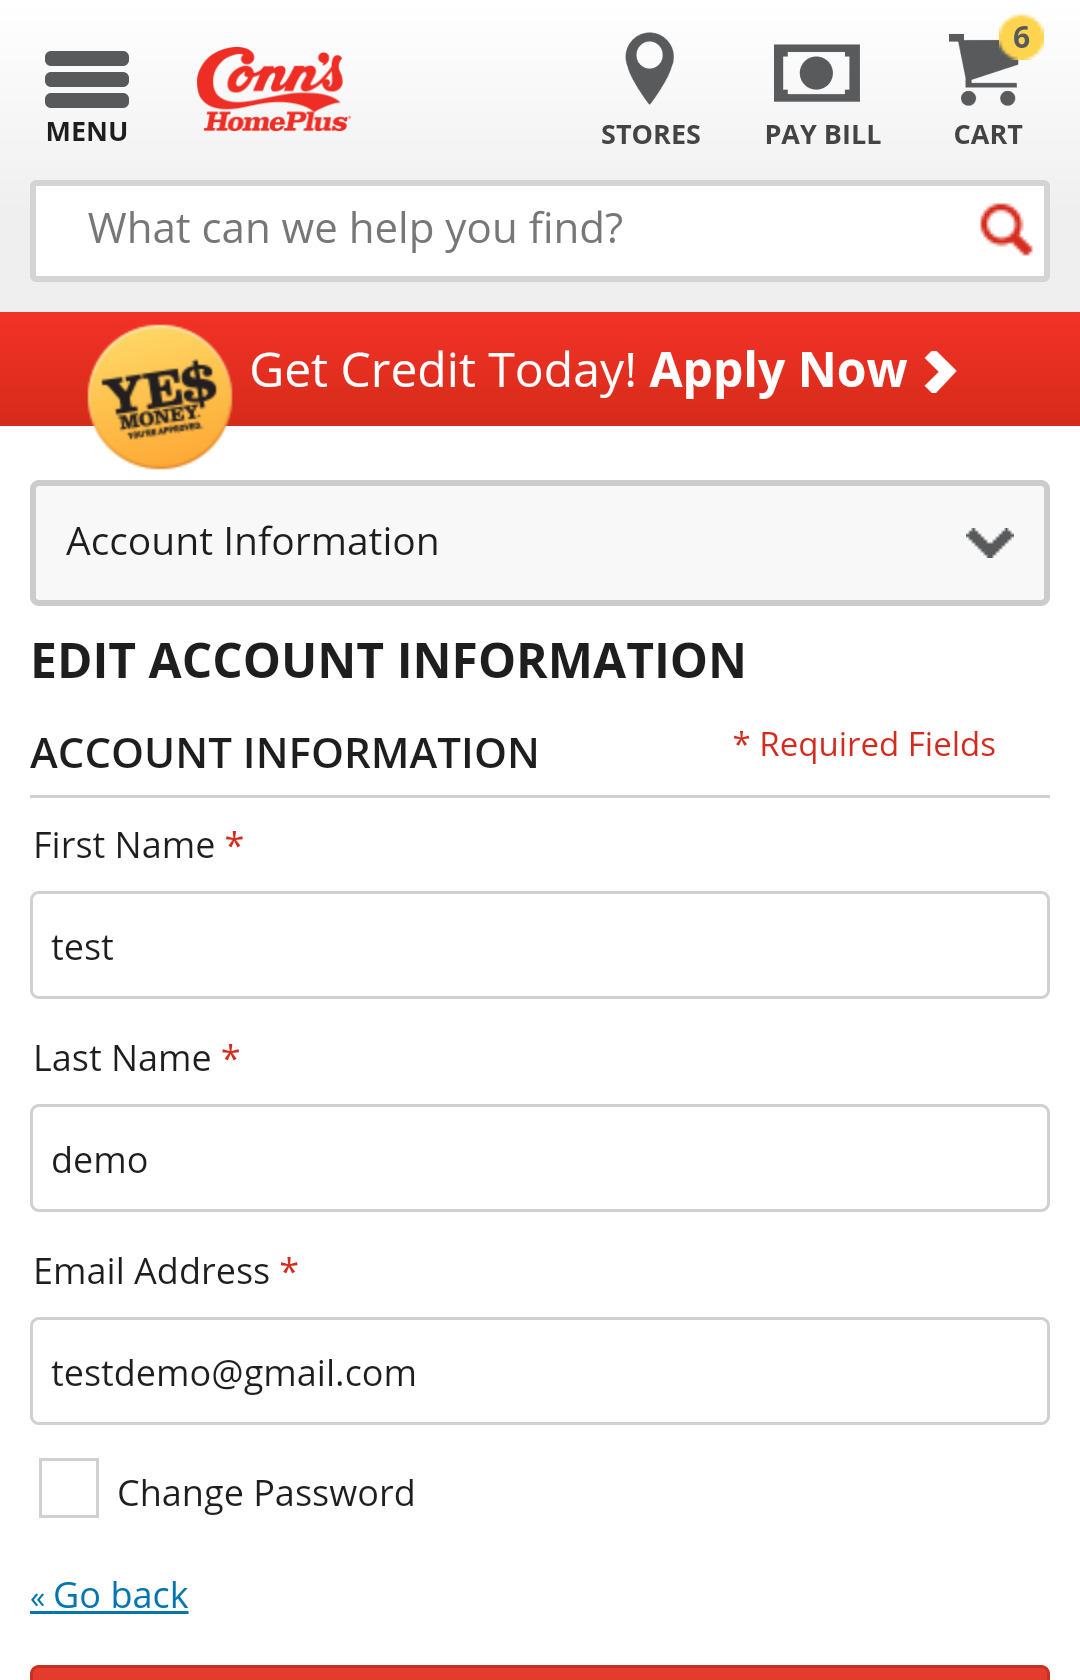 MENU
Conn's
HomePlus
STORES
PAY BILL
6
CART
What can we help you find?
YE$
MONEY
YOU'RE APPROVED.
Get Credit Today! Apply Now
Account Information
EDIT ACCOUNT INFORMATION
ACCOUNT INFORMATION
* Required Fields
First Name *
test
Last Name *
demo
Email Address *
testdemo@gmail.com
Change Password
« Go back